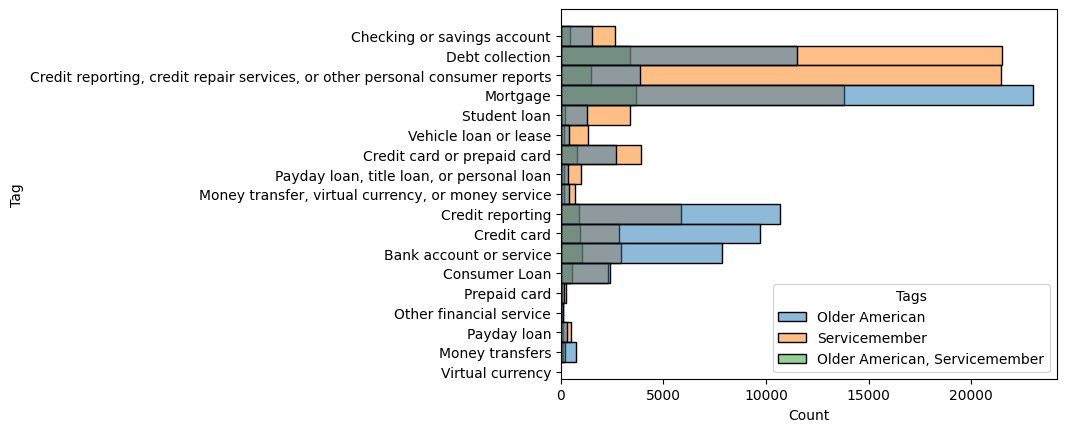 Checking or savings account
Debt collection
Credit reporting, credit repair services, or other personal consumer reports
Mortgage
Student loan
Vehicle loan or lease
Credit card or prepaid card
Payday loan, title loan, or personal loan
Tag
Money transfer, virtual currency, or money service
Credit reporting
Credit card
Bank account or service
Consumer Loan
Prepaid card
Other financial service
Payday loan
Money transfers
Virtual currency
Tags
Older American
Servicemember
Older American, Servicemember
0 5000 10000 15000 20000
Count